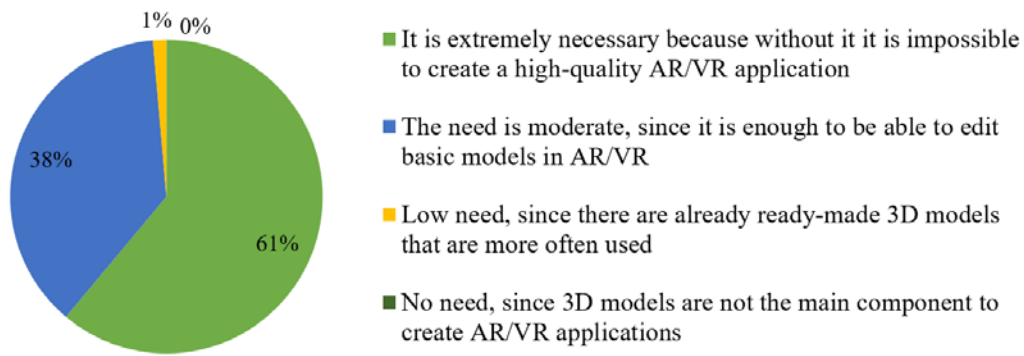 1% 0%
38%
61%
It is extremely necessary because without it it is impossible
to create a high-quality AR/VR application
The need is moderate, since it is enough to be able to edit
basic models in AR/VR
Low need, since there are already ready-made 3D models
that are more often used
No need, since 3D models are not the main component to
create AR/VR applications